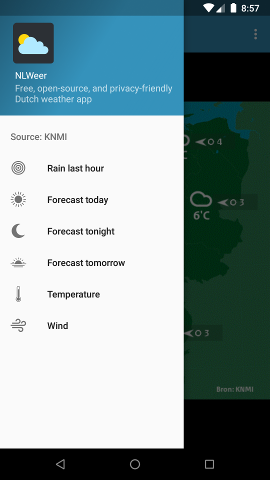 8:57
NLWeer
Free, open-source, and privacy-friendly
Dutch weather app
Source: KNMI
Rain last hour
Forecast today
Forecast tonight
Forecast tomorrow
Temperature
Wind
4
3
6°C
3
Bron: KNMI